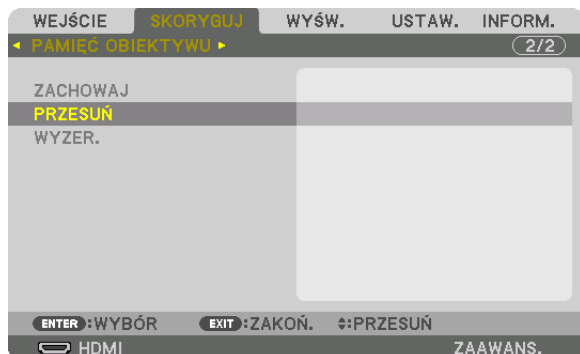 WEJŚCIE SKORYGUJ WYŚW. USTAW. INFORM.
PAMIĘĆ OBIEKTYWU 2/2
ZACHOWAJ
PRZESUŃ
WYZER.
ENTER:WYBÓR EXIT:ZAKOŃ. :PRZESUŃ
HDMI ZAAWANS.